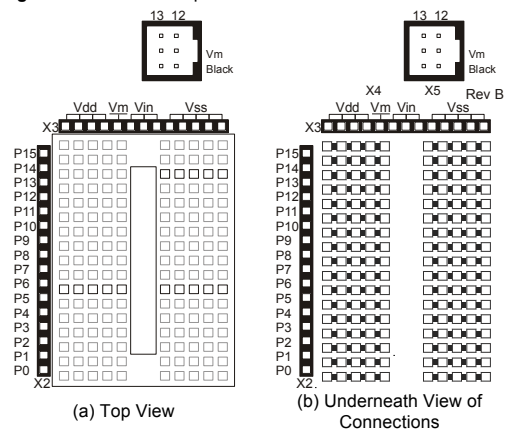 13 12
Vm
Black
Vdd Vm Vin Vss
X3
P15
P14
P13
P12
P11
P10
P9
P8
P7
P6
P5
P4
P3
P2
P1
P0
X2
(a) Top View
13 12
Vm
Black
X4 X5 Rev B
Vdd Vm Vin Vss
X3
P15
P14
P13
P12
P11
P10
P9
P8
P7
P6
P5
P4
P3
P2
P1
P0
X2
(b) Underneath View of
Connections